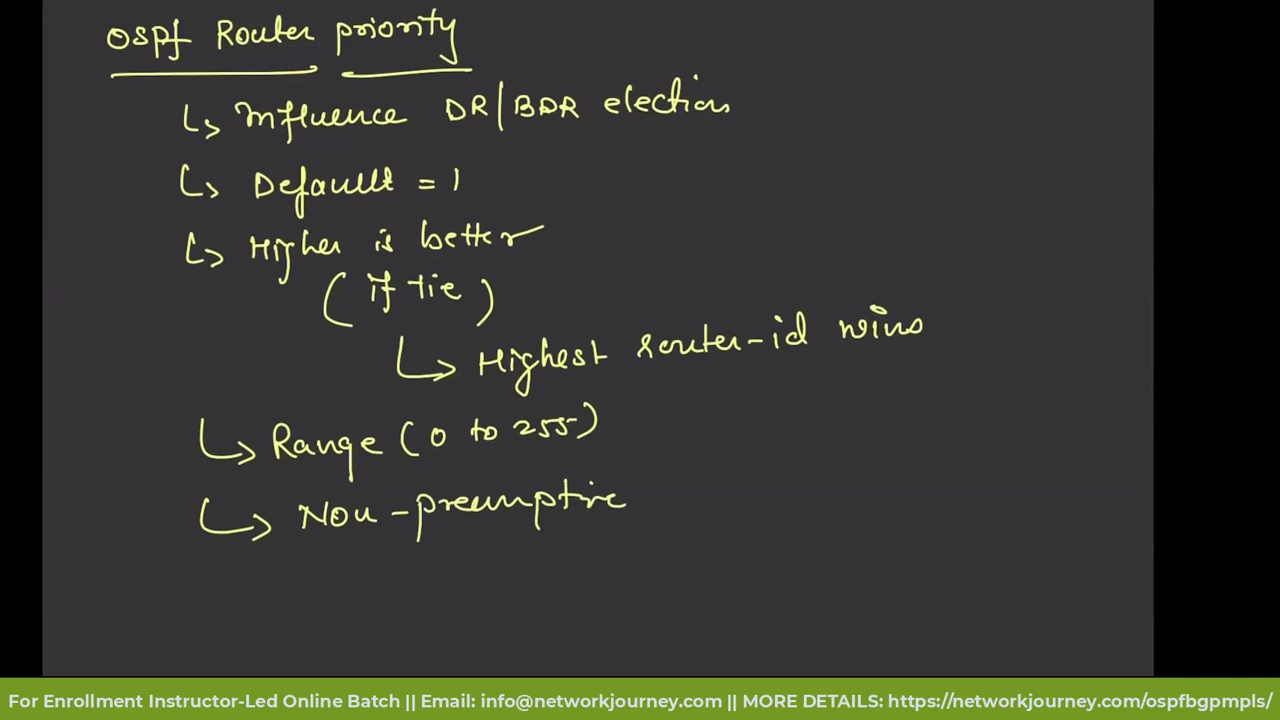 OSPF Router priority
↳ Influence DR/BDR election
↳ Default = 1
↳ Higher is better
(if tie)
↳ Highest router-id wins
↳ Range (0 to 255)
↳ Non-preumptive
For Enrollment Instructor-Led Online Batch || Email: info@networkjourney.com || MORE DETAILS: https://networkjourney.com/ospfbgpmpls/